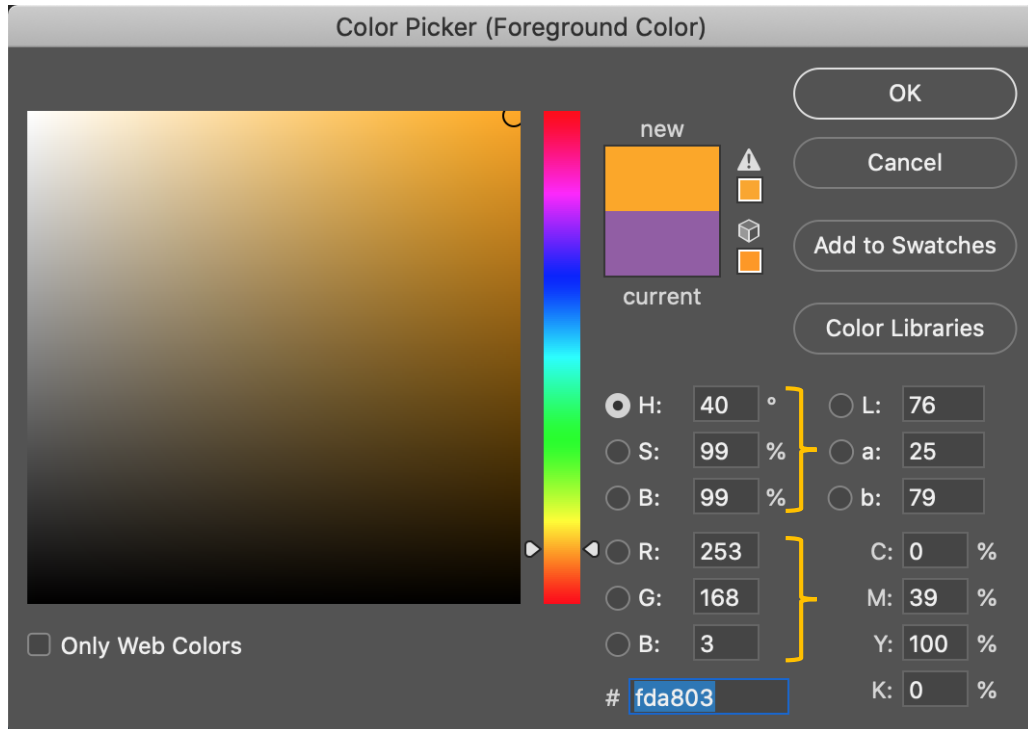 Color Picker (Foreground Color)
new
current
OK
Cancel
Add to Swatches
Color Libraries
H: 40 °
S: 99 %
B: 99 %
L: 76
a: 25
b: 79
R: 253
G: 168
B: 3
C: 0 %
M: 39 %
Y: 100 %
K: 0 %
# fda803
Only Web Colors